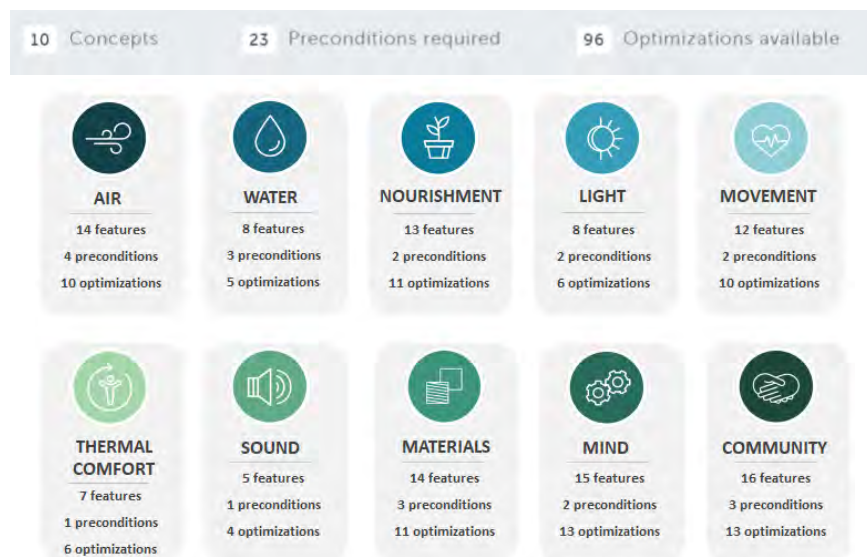 10 Concepts 23 Preconditions required 96 Optimizations available
AIR
14 features
4 preconditions
10 optimizations
WATER
8 features
3 preconditions
5 optimizations
NOURISHMENT
13 features
2 preconditions
11 optimizations
LIGHT
8 features
2 preconditions
6 optimizations
MOVEMENT
12 features
2 preconditions
10 optimizations
THERMAL
COMFORT
7 features
1 preconditions
6 optimizations
SOUND
5 features
1 preconditions
4 optimizations
MATERIALS
14 features
3 preconditions
11 optimizations
MIND
15 features
2 preconditions
13 optimizations
COMMUNITY
16 features
3 preconditions
13 optimizations